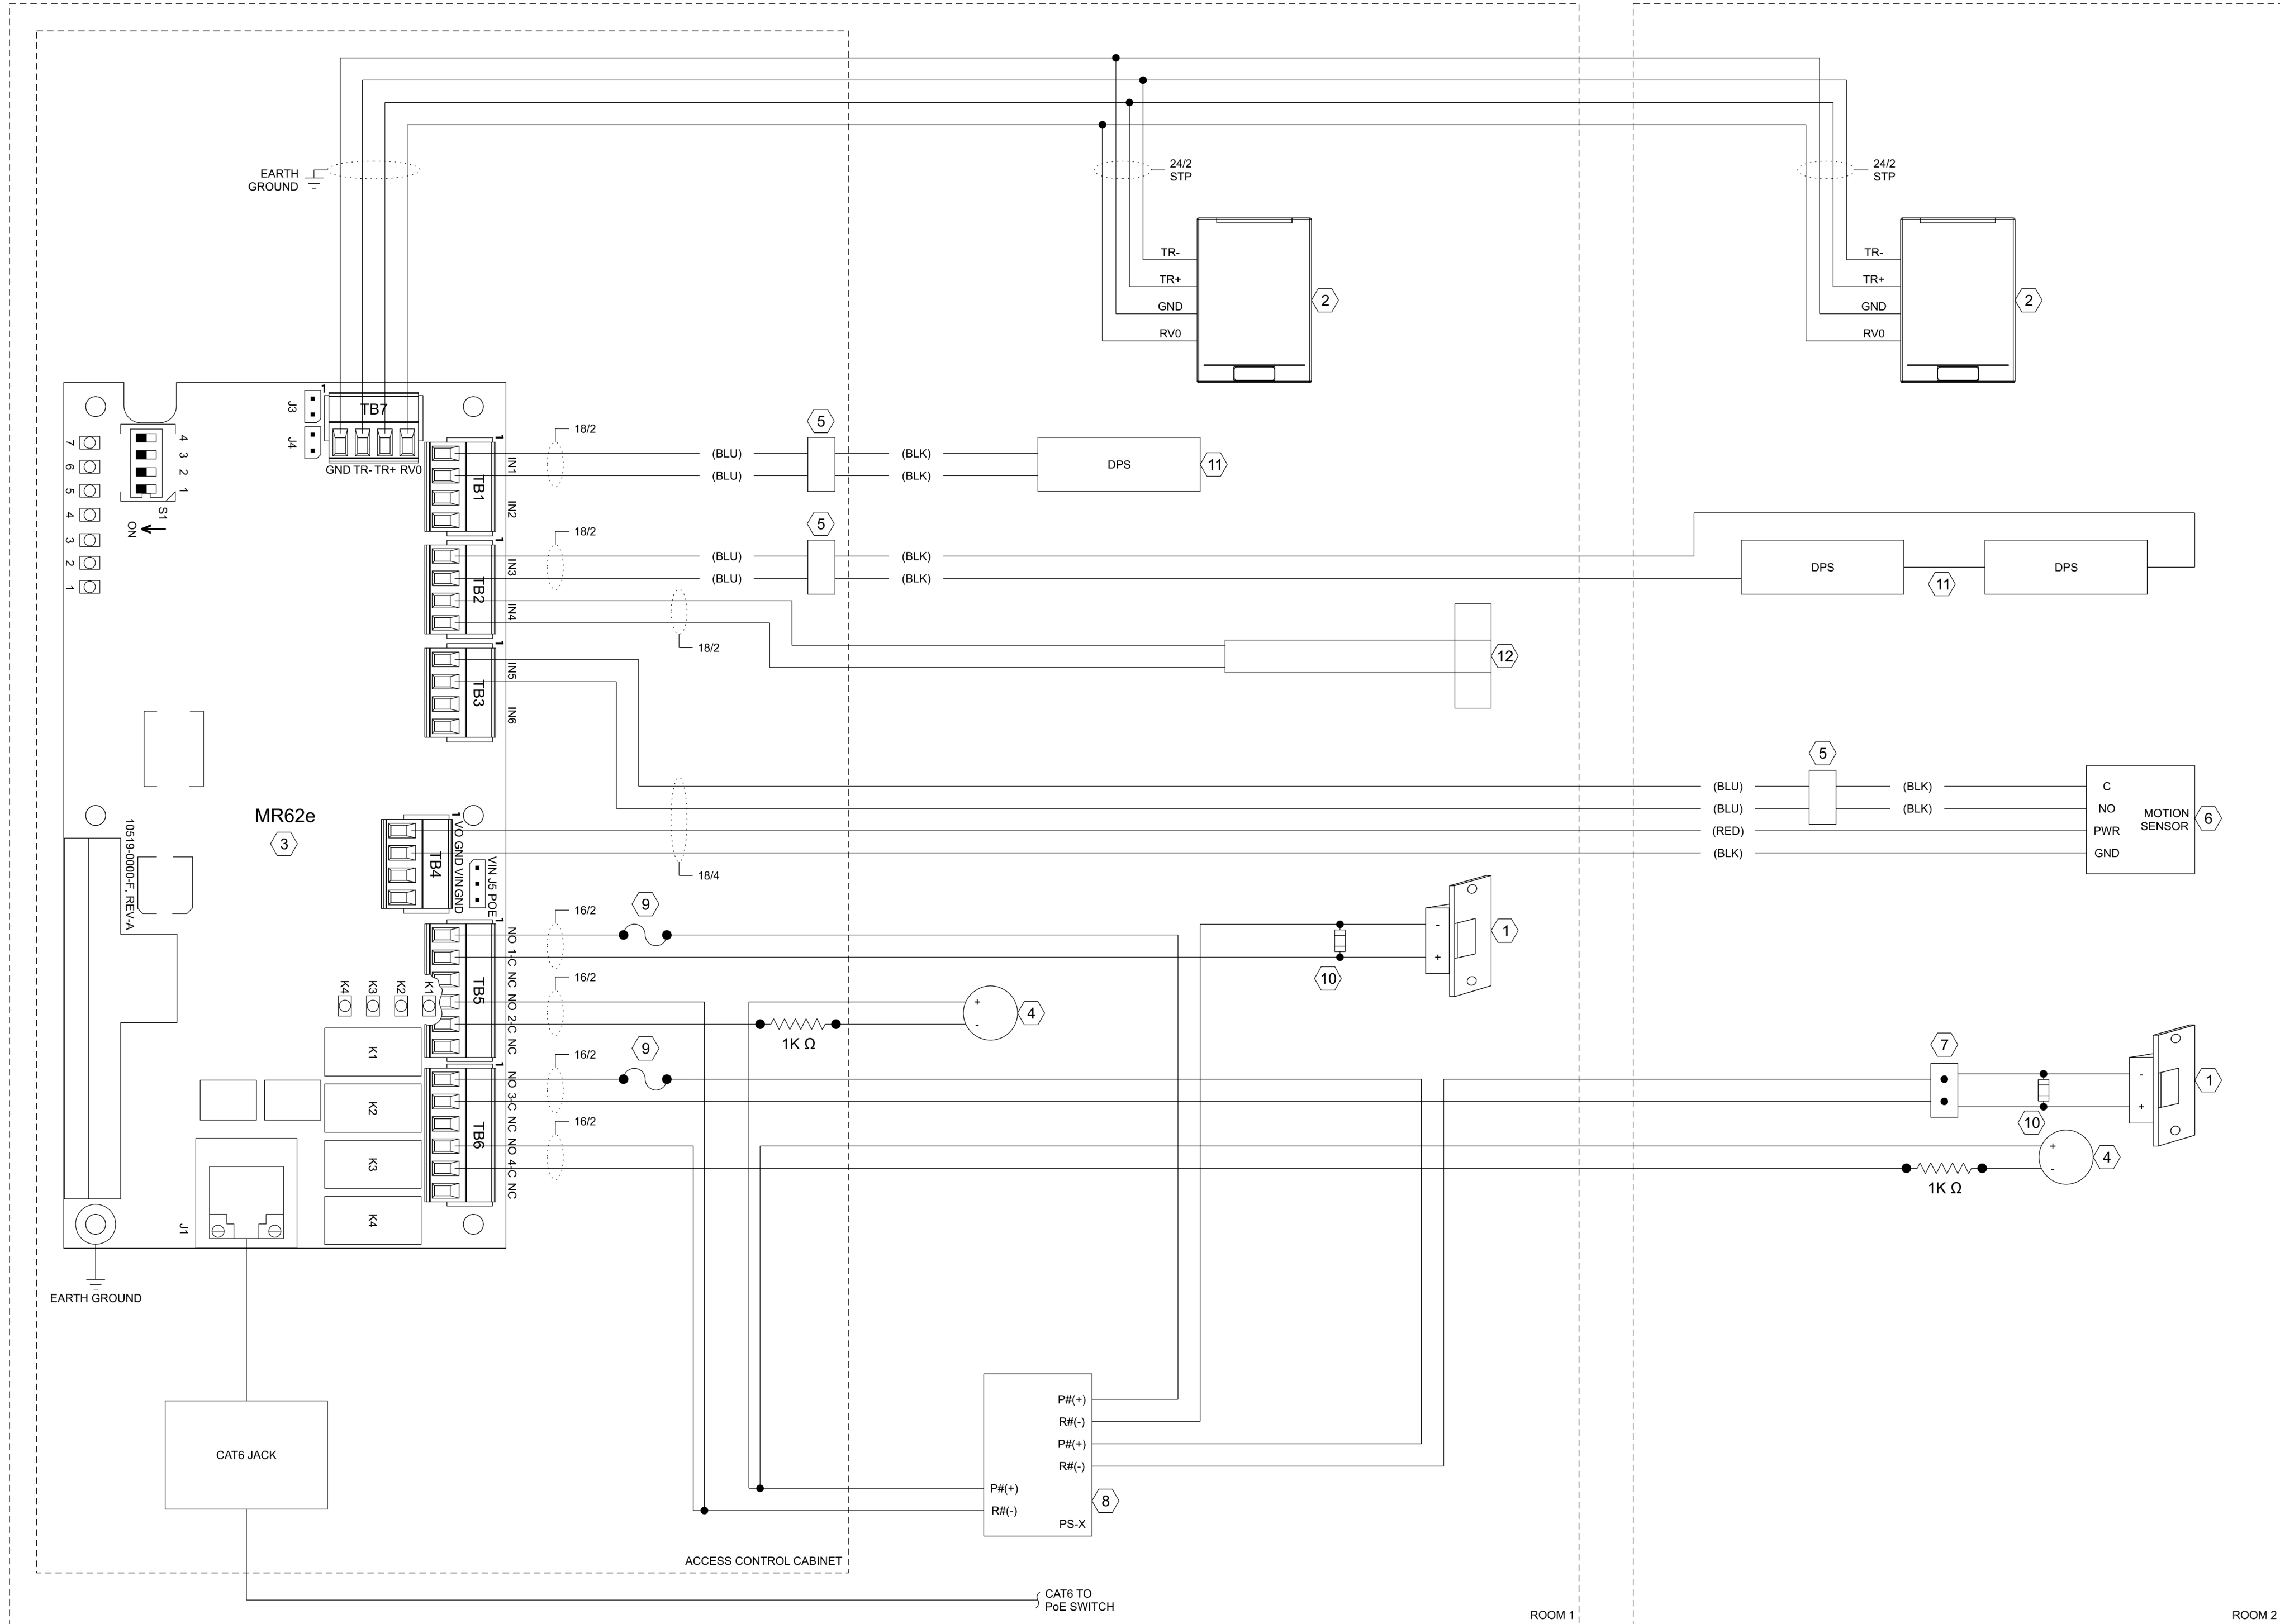 EARTH
GROUND
24/2
STP
24/2
STP
TR-
TR+
GND
RV0
2
TR-
TR+
GND
RV0
2
J3
J4
1
TB7
GND TR- TR+ RV0
7
6
5
4
3
2
1
4
3
2
1
S1
ON
1
IN1
TB1
IN2
18/2
(BLU)
(BLU)
5
(BLK)
(BLK)
DPS
11
1
IN3
TB2
IN4
18/2
(BLU)
(BLU)
5
(BLK)
(BLK)
DPS
11
DPS
18/2
12
1
IN5
TB3
IN6
MR62e
3
10519-0000-F, REV-A
1
VO GND VIN GND
TB4
VIN J5 POE
18/4
(BLU)
(BLU)
(RED)
(BLK)
5
(BLK)
(BLK)
C
NO
PWR
GND
MOTION
SENSOR
6
1
NO 1-C NC NO 2-C NC
TB5
16/2
9
16/2
-
+
10
1
+
-
4
1K Ω
K4
K3
K2
K1
K1
K2
K3
K4
1
NO 3-C NC NO 4-C NC
TB6
16/2
9
16/2
7
-
+
10
1
+
-
4
1K Ω
J1
EARTH GROUND
CAT6 JACK
P#(+)
R#(-)
P#(+)
R#(-)
P#(+)
R#(-)
PS-X
8
ACCESS CONTROL CABINET
CAT6 TO
PoE SWITCH
ROOM 1
ROOM 2